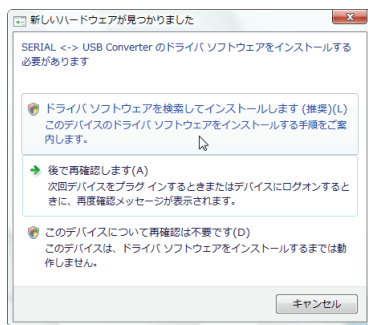 新しいハードウェアが見つかりました
SERIAL <-> USB Converter のドライバ ソフトウェアをインストールする
必要があります
ドライバ ソフトウェアを検索してインストールします (推奨)(L)
このデバイスのドライバ ソフトウェアをインストールする手順をご案
内します。
後で再確認します(A)
次回デバイスをプラグ インするときまたはデバイスにログオンすると
きに、再度確認メッセージが表示されます。
このデバイスについて再確認は不要です(D)
このデバイスは、ドライバ ソフトウェアをインストールするまでは動
作しません。
キャンセル